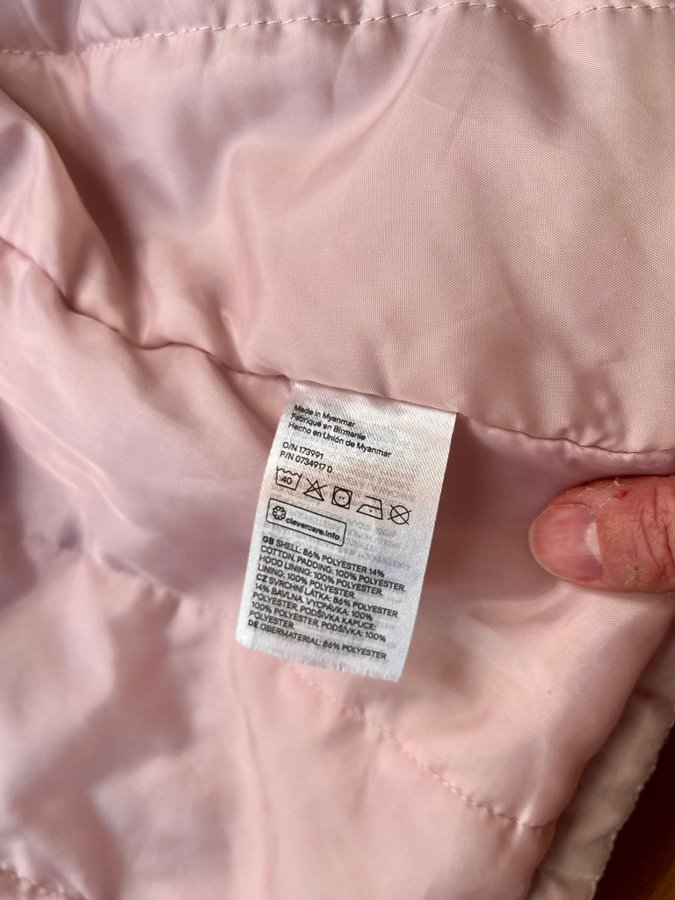 Made in Myanmar
Fabriqué en Birmanie
Hecho en Unión de Myanmar
O/N 173991
P/N 0734917 0
40
clevercare.info
GB SHELL: 86% POLYESTER 14%
COTTON. PADDING: 100% POLYESTER.
HOOD LINING: 100% POLYESTER.
LINING: 100% POLYESTER.
CZ SVRCHNÍ LÁTKA: 86% POLYESTER
14% BAVLNA. VYCPÁVKA: 100%
POLYESTER. PODŠÍVKA KAPUCE:
100% POLYESTER. PODŠÍVKA: 100%
POLYESTER.
DE OBERMATERIAL: 86% POLYESTER